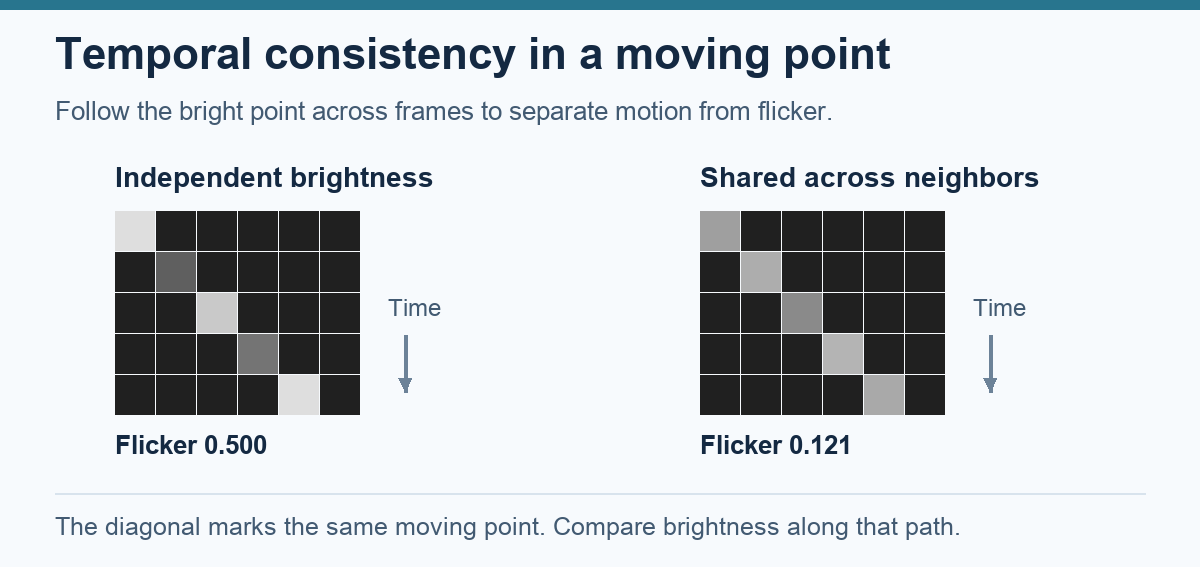 Temporal consistency in a moving point
Follow the bright point across frames to separate motion from flicker.
Independent brightness
Time
Flicker 0.500
Shared across neighbors
Time
Flicker 0.121
The diagonal marks the same moving point. Compare brightness along that path.